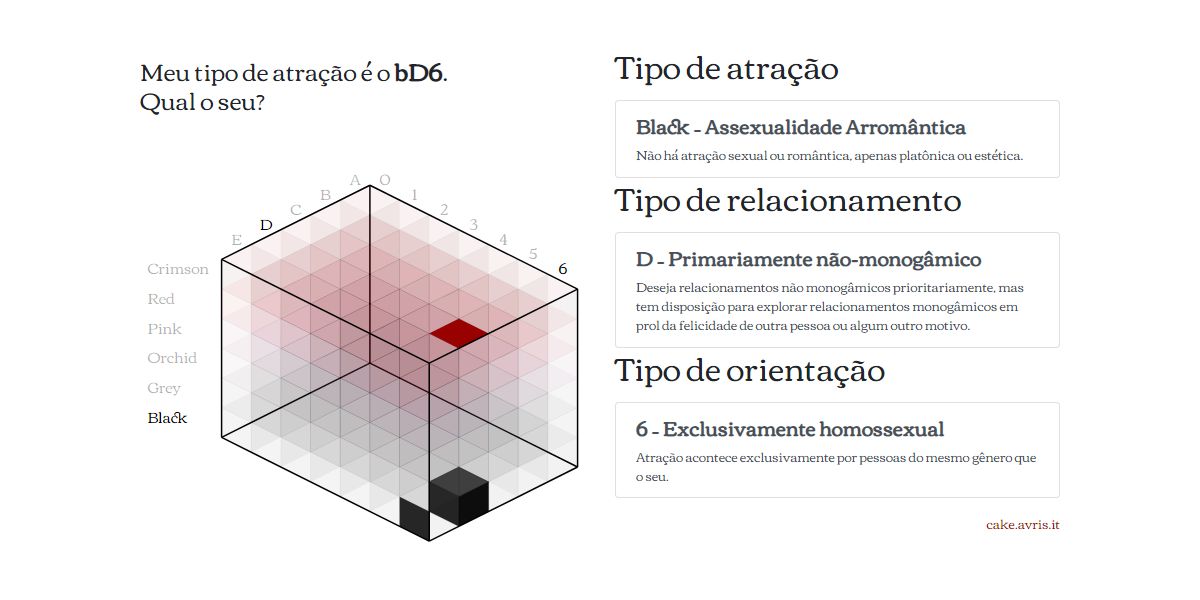 Meu tipo de atração é o bD6.
Qual o seu?
A
B
C
D
E
0
1
2
3
4
5
6
Crimson
Red
Pink
Orchid
Grey
Black
Tipo de atração
Black - Assexualidade Arromântica
Não há atração sexual ou romântica, apenas platônica ou estética.
Tipo de relacionamento
D - Primariamente não-monogâmico
Deseja relacionamentos não monogâmicos prioritariamente, mas
tem disposição para explorar relacionamentos monogâmicos em
prol da felicidade de outra pessoa ou algum outro motivo.
Tipo de orientação
6 - Exclusivamente homossexual
Atração acontece exclusivamente por pessoas do mesmo gênero que
o seu.
cake.avris.it